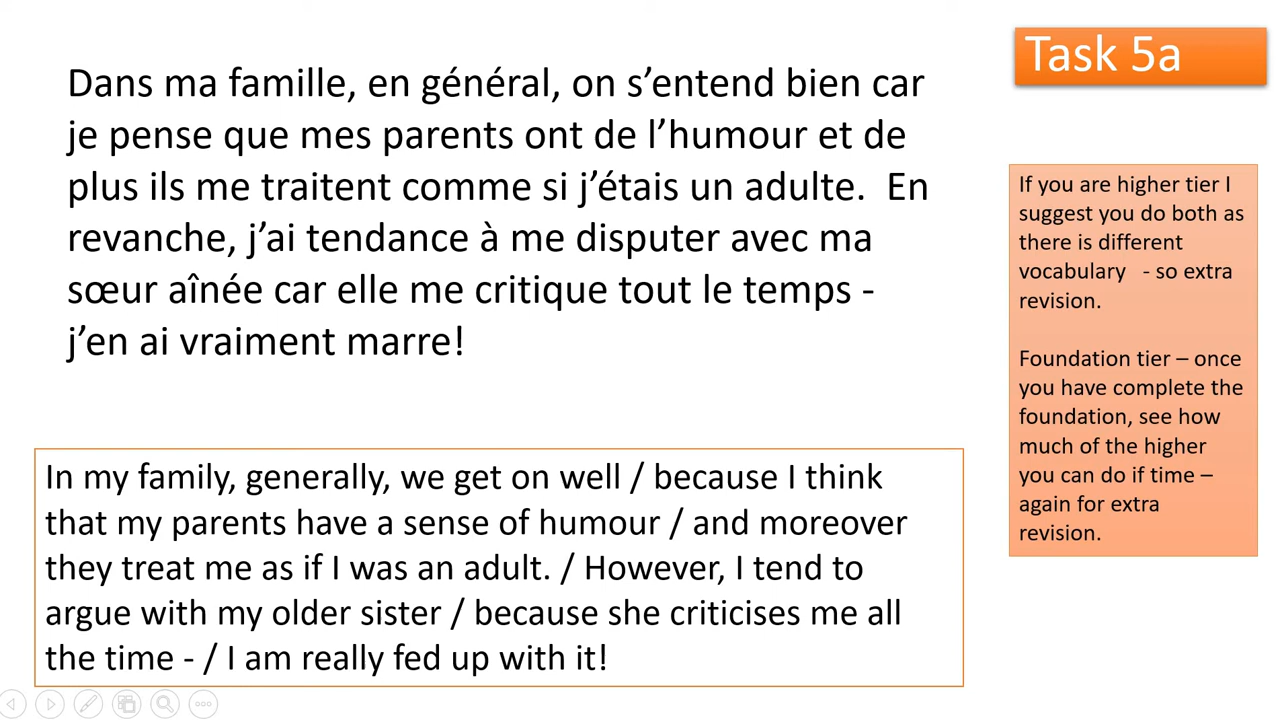 Task 5a
Dans ma famille, en général, on s’entend bien car
je pense que mes parents ont de l’humour et de
plus ils me traitent comme si j’étais un adulte.  En
revanche, j’ai tendance à me disputer avec ma
sœur aînée car elle me critique tout le temps -
j’en ai vraiment marre!
If you are higher tier I
suggest you do both as
there is different
vocabulary   - so extra
revision.
Foundation tier – once
you have complete the
foundation, see how
much of the higher
you can do if time –
again for extra
revision.
In my family, generally, we get on well / because I think
that my parents have a sense of humour / and moreover
they treat me as if I was an adult. / However, I tend to
argue with my older sister / because she criticises me all
the time - / I am really fed up with it!